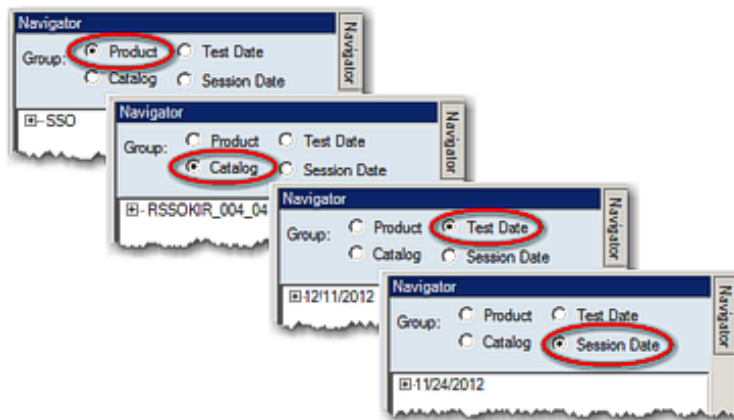 Navigator
Group: Product Test Date
Catalog Session Date
SSO
Navigator
Navigator
Group: Product Test Date
Catalog Session Date
RSSOKIR_004_04
Navigator
Navigator
Group: Product Test Date
Catalog Session Date
12/11/2012
Navigator
Navigator
Group: Product Test Date
Catalog Session Date
11/24/2012
Navigator